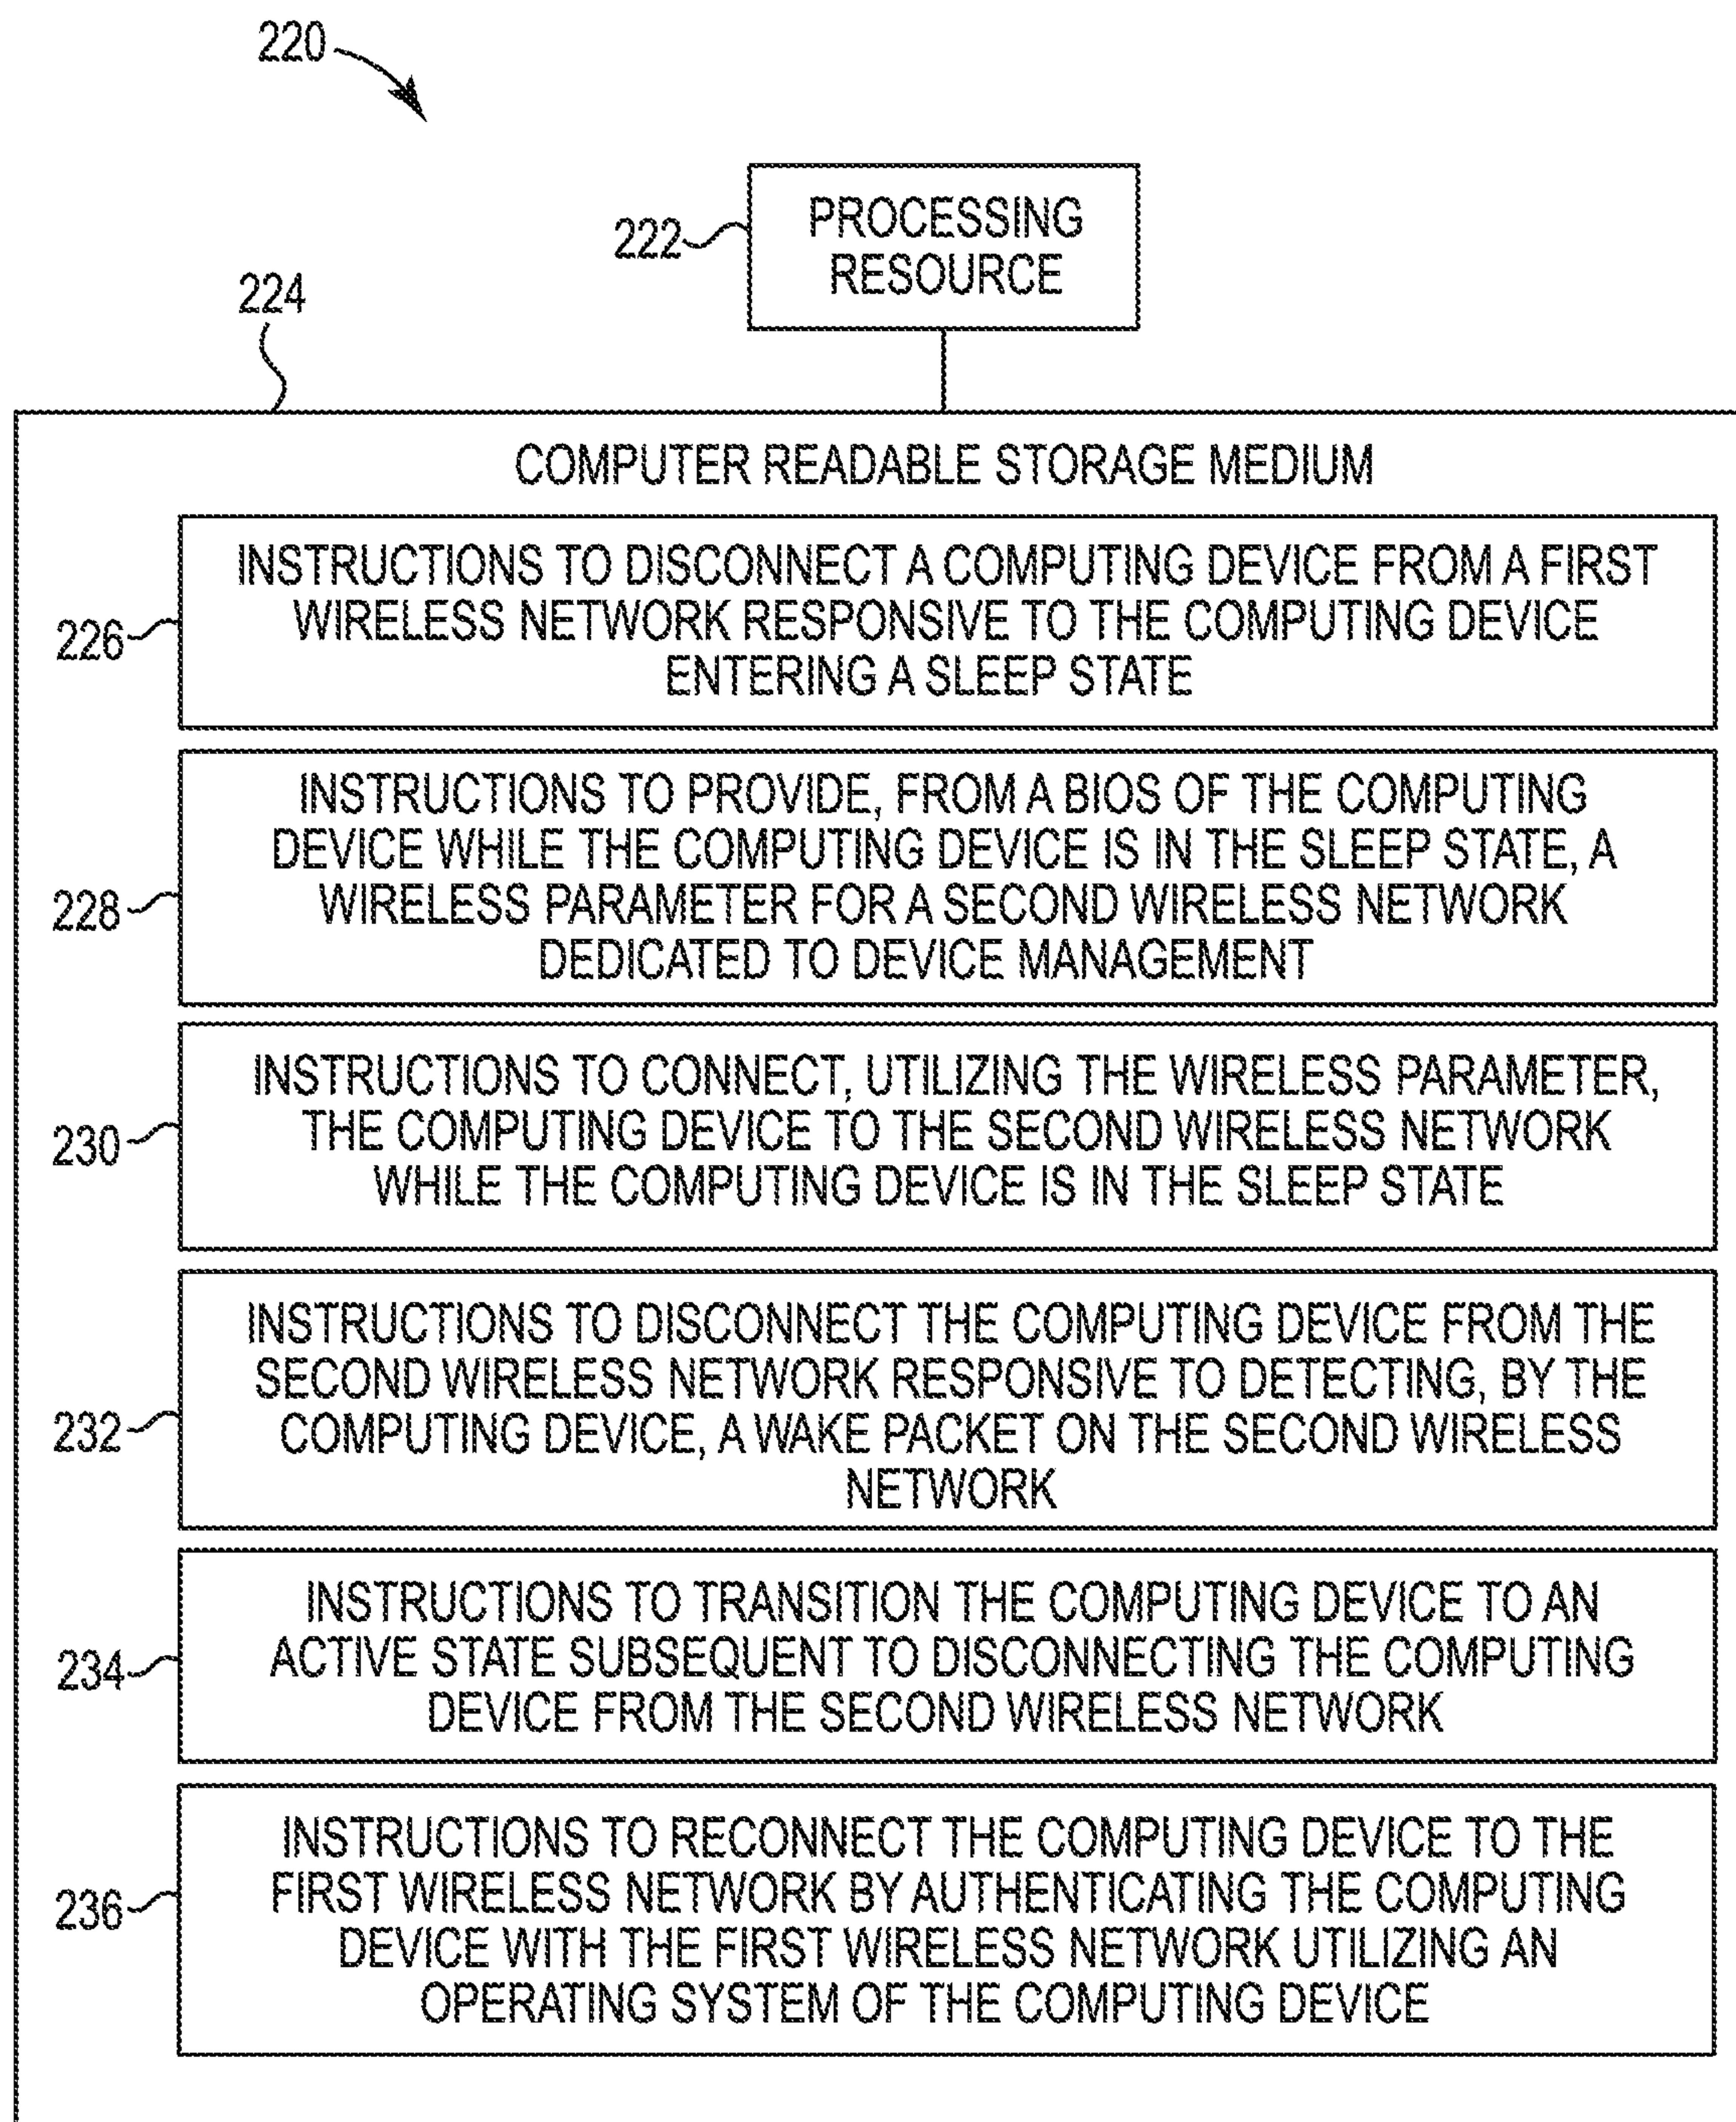 220
222
PROCESSING
RESOURCE
224
COMPUTER READABLE STORAGE MEDIUM
226
INSTRUCTIONS TO DISCONNECT A COMPUTING DEVICE FROM A FIRST
WIRELESS NETWORK RESPONSIVE TO THE COMPUTING DEVICE
ENTERING A SLEEP STATE
228
INSTRUCTIONS TO PROVIDE, FROM A BIOS OF THE COMPUTING
DEVICE WHILE THE COMPUTING DEVICE IS IN THE SLEEP STATE, A
WIRELESS PARAMETER FOR A SECOND WIRELESS NETWORK
DEDICATED TO DEVICE MANAGEMENT
230
INSTRUCTIONS TO CONNECT, UTILIZING THE WIRELESS PARAMETER,
THE COMPUTING DEVICE TO THE SECOND WIRELESS NETWORK
WHILE THE COMPUTING DEVICE IS IN THE SLEEP STATE
232
INSTRUCTIONS TO DISCONNECT THE COMPUTING DEVICE FROM THE
SECOND WIRELESS NETWORK RESPONSIVE TO DETECTING, BY THE
COMPUTING DEVICE, A WAKE PACKET ON THE SECOND WIRELESS
NETWORK
234
INSTRUCTIONS TO TRANSITION THE COMPUTING DEVICE TO AN
ACTIVE STATE SUBSEQUENT TO DISCONNECTING THE COMPUTING
DEVICE FROM THE SECOND WIRELESS NETWORK
236
INSTRUCTIONS TO RECONNECT THE COMPUTING DEVICE TO THE
FIRST WIRELESS NETWORK BY AUTHENTICATING THE COMPUTING
DEVICE WITH THE FIRST WIRELESS NETWORK UTILIZING AN
OPERATING SYSTEM OF THE COMPUTING DEVICE